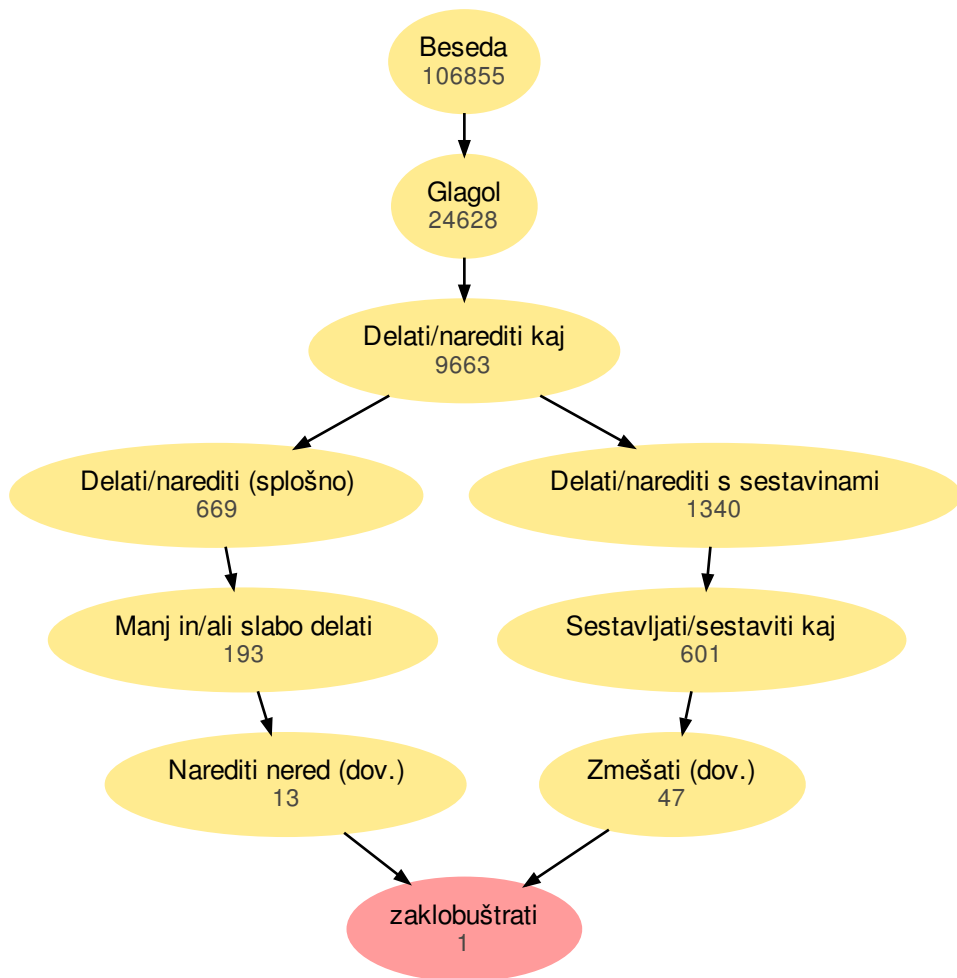 Beseda
106855
Glagol
24628
Delati/narediti kaj
9663
Delati/narediti (splošno)
669
Delati/narediti s sestavinami
1340
Manj in/ali slabo delati
193
Sestavljati/sestaviti kaj
601
Narediti nered (dov.)
13
Zmešati (dov.)
47
zaklobuštrati
1